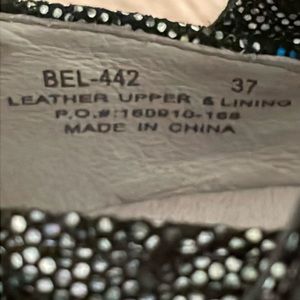 BEL-442 37
LEATHER UPPER & LINING
P.O.#:160910-168
MADE IN CHINA